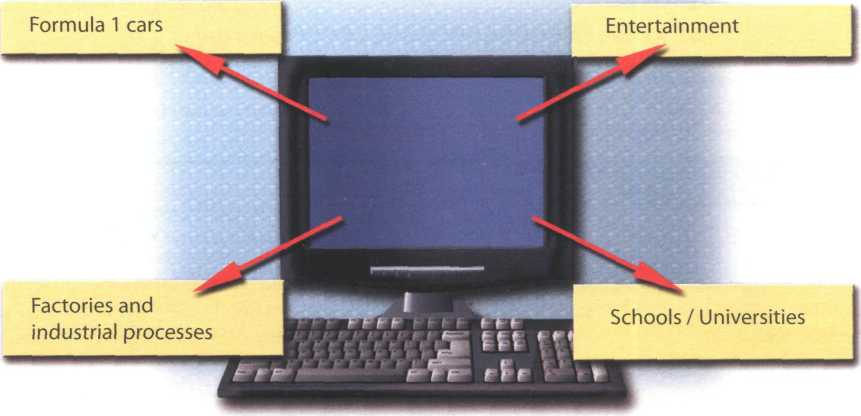 Formula 1 cars
Entertainment
Factories and
industrial processes
Schools / Universities